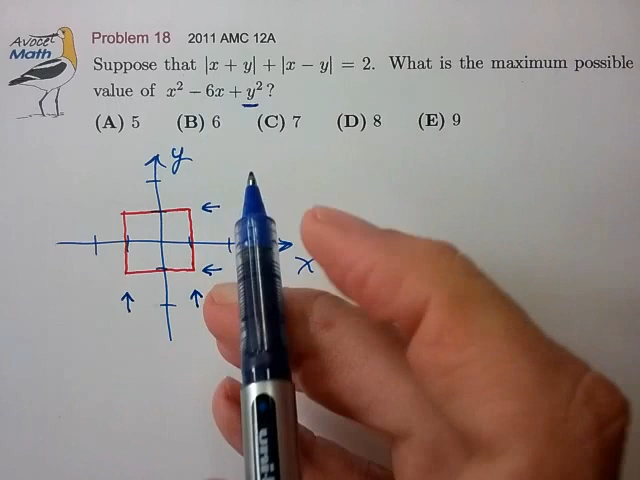 Avocet
Math
Problem 18 2011 AMC 12A
Suppose that |x + y| + |x − y| = 2. What is the maximum possible
value of x² − 6x + y²?
(A) 5 (B) 6 (C) 7 (D) 8 (E) 9
y
x
uni